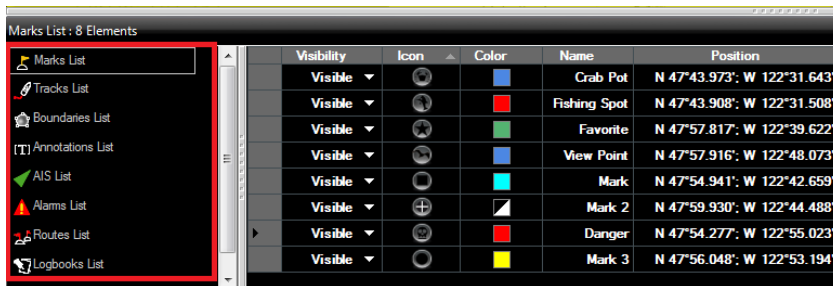 Marks List : 8 Elements
Marks List
Tracks List
Boundaries List
[T] Annotations List
AIS List
Alarms List
Routes List
Logbooks List
Visibility Icon Color Name Position
Visible Crab Pot N 47°43.973'; W 122°31.643'
Visible Fishing Spot N 47°43.908'; W 122°31.508'
Visible Favorite N 47°57.817'; W 122°39.622'
Visible View Point N 47°57.916'; W 122°48.073'
Visible Mark N 47°54.941'; W 122°42.659'
Visible Mark 2 N 47°59.930'; W 122°44.488'
Visible Danger N 47°54.277'; W 122°55.023'
Visible Mark 3 N 47°56.048'; W 122°53.194'